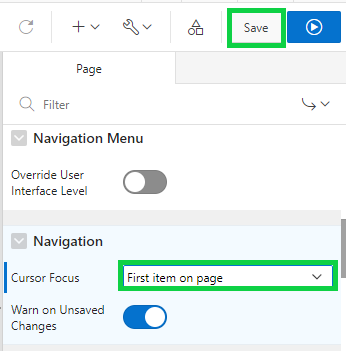 Save
Page
Filter
Navigation Menu
Override User
Interface Level
Navigation
Cursor Focus
First item on page
Warn on Unsaved
Changes